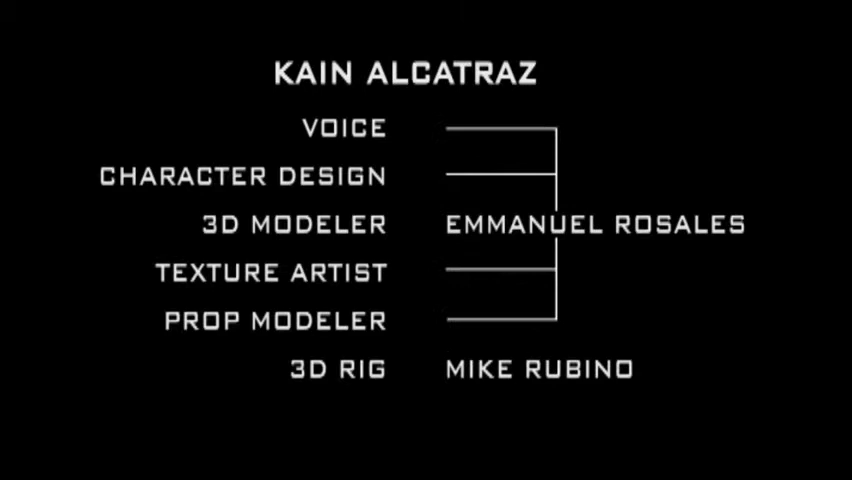 KAIN ALCATRAZ
VOICE
CHARACTER DESIGN
3D MODELER EMMANUEL ROSALES
TEXTURE ARTIST
PROP MODELER
3D RIG MIKE RUBINO